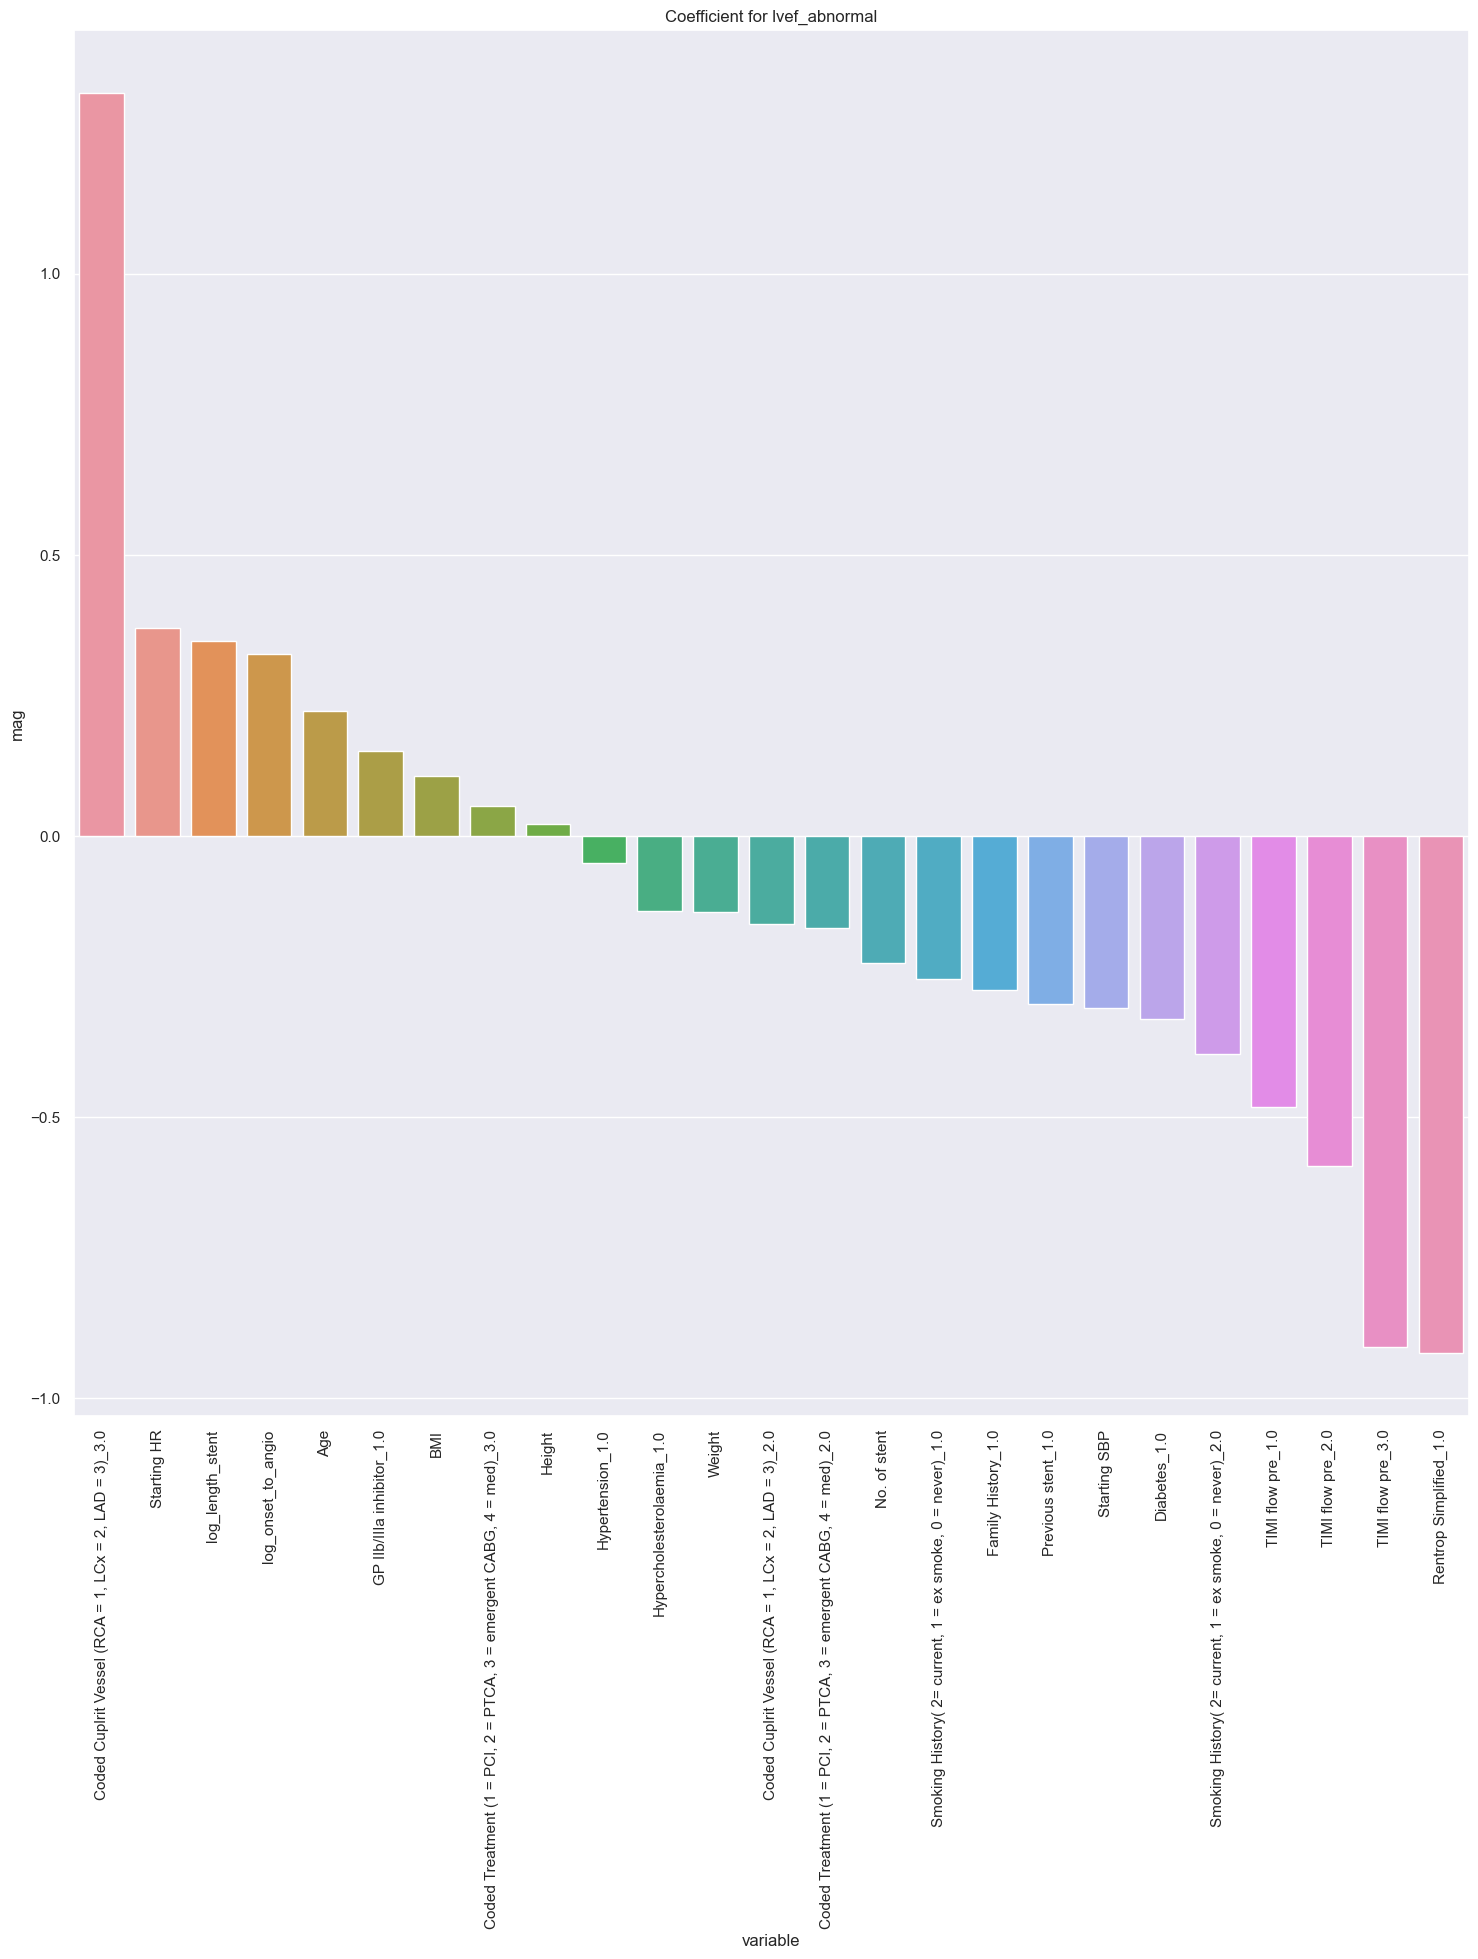 Coefficient for lvef_abnormal
mag
1.0
0.5
0.0
−0.5
−1.0
Coded Cuplrit Vessel (RCA = 1, LCx = 2, LAD = 3)_3.0
Starting HR
log_length_stent
log_onset_to_angio
Age
GP IIb/IIIa inhibitor_1.0
BMI
Coded Treatment (1 = PCI, 2 = PTCA, 3 = emergent CABG, 4 = med)_3.0
Height
Hypertension_1.0
Hypercholesterolaemia_1.0
Weight
Coded Cuplrit Vessel (RCA = 1, LCx = 2, LAD = 3)_2.0
Coded Treatment (1 = PCI, 2 = PTCA, 3 = emergent CABG, 4 = med)_2.0
No. of stent
Smoking History( 2= current, 1 = ex smoke, 0 = never)_1.0
Family History_1.0
Previous stent_1.0
Starting SBP
Diabetes_1.0
Smoking History( 2= current, 1 = ex smoke, 0 = never)_2.0
TIMI flow pre_1.0
TIMI flow pre_2.0
TIMI flow pre_3.0
Rentrop Simplified_1.0
variable